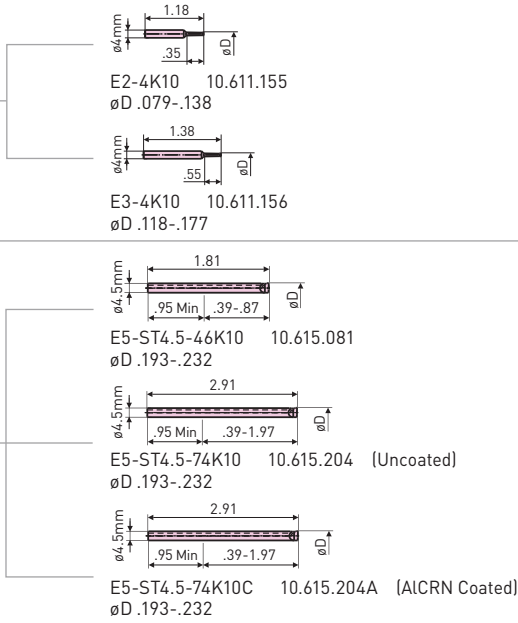 1.18
ø4mm
.35
øD
E2-4K10 10.611.155
øD .079-.138
1.38
ø4mm
.55
øD
E3-4K10 10.611.156
øD .118-.177
1.81
ø4.5mm
.95 Min .39-.87
øD
E5-ST4.5-46K10 10.615.081
øD .193-.232
2.91
ø4.5mm
.95 Min .39-1.97
øD
E5-ST4.5-74K10 10.615.204 (Uncoated)
øD .193-.232
2.91
ø4.5mm
.95 Min .39-1.97
øD
E5-ST4.5-74K10C 10.615.204A (AlCRN Coated)
øD .193-.232